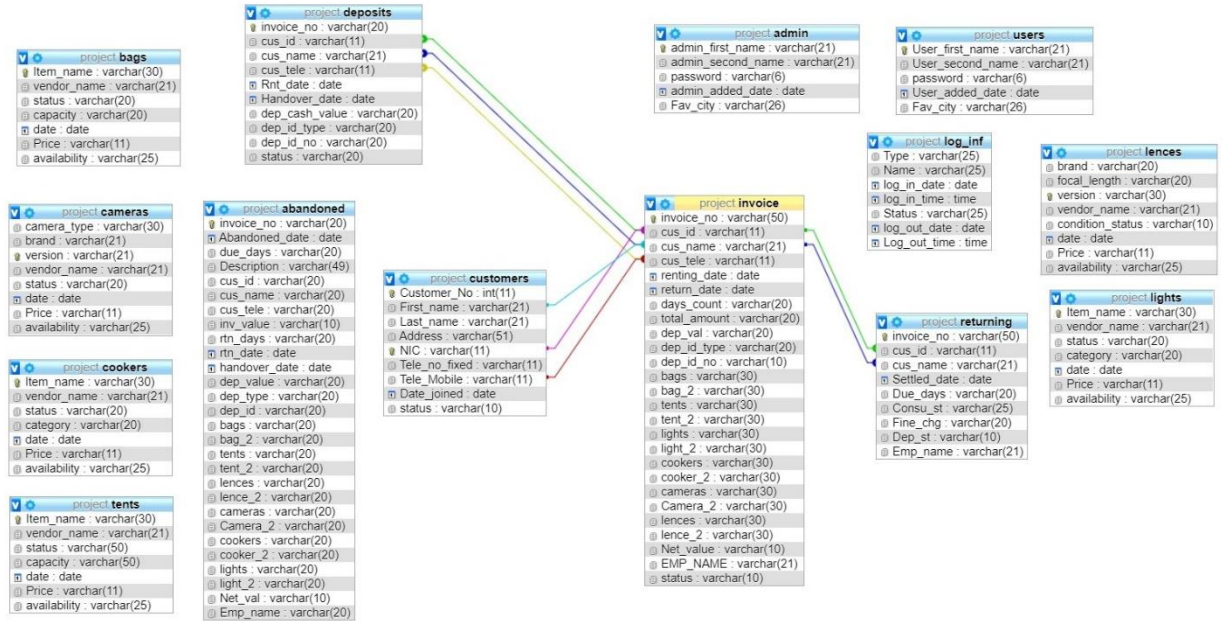 project bags
Item_name : varchar(30)
vendor_name : varchar(21)
status : varchar(20)
capacity : varchar(20)
date : date
Price : varchar(11)
availability : varchar(25)
project deposits
invoice_no : varchar(20)
cus_id : varchar(11)
cus_name : varchar(21)
cus_tele : varchar(11)
Rnt_date : date
Handover_date : date
dep_cash_value : varchar(20)
dep_id_type : varchar(20)
dep_id_no : varchar(20)
status : varchar(20)
project admin
admin_first_name : varchar(21)
admin_second_name : varchar(21)
password : varchar(6)
admin_added_date : date
Fav_city : varchar(26)
project users
User_first_name : varchar(21)
User_second_name : varchar(21)
password : varchar(6)
User_added_date : date
Fav_city : varchar(26)
project log_inf
Type : varchar(25)
Name : varchar(25)
log_in_date : date
log_in_time : time
Status : varchar(25)
log_out_date : date
Log_out_time : time
project lences
brand : varchar(20)
focal_length : varchar(20)
version : varchar(30)
vendor_name : varchar(21)
condition_status : varchar(10)
date : date
Price : varchar(11)
availability : varchar(25)
project cameras
camera_type : varchar(30)
brand : varchar(21)
version : varchar(21)
vendor_name : varchar(21)
status : varchar(20)
date : date
Price : varchar(11)
availability : varchar(25)
project abandoned
invoice_no : varchar(20)
Abandoned_date : date
due_days : varchar(20)
Description : varchar(49)
cus_id : varchar(20)
cus_name : varchar(20)
cus_tele : varchar(20)
inv_value : varchar(10)
rtn_days : varchar(20)
rtn_date : date
handover_date : date
dep_value : varchar(20)
dep_type : varchar(20)
dep_id : varchar(20)
bags : varchar(20)
bag_2 : varchar(20)
tents : varchar(20)
tent_2 : varchar(20)
lences : varchar(20)
lence_2 : varchar(20)
cameras : varchar(20)
Camera_2 : varchar(20)
cookers : varchar(20)
cooker_2 : varchar(20)
lights : varchar(20)
light_2 : varchar(20)
Net_val : varchar(10)
Emp_name : varchar(20)
project customers
Customer_No : int(11)
First_name : varchar(21)
Last_name : varchar(21)
Address : varchar(51)
NIC : varchar(11)
Tele_no_fixed : varchar(11)
Tele_Mobile : varchar(11)
Date_joined : date
status : varchar(10)
project invoice
invoice_no : varchar(50)
cus_id : varchar(11)
cus_name : varchar(21)
cus_tele : varchar(11)
renting_date : date
return_date : date
days_count : varchar(20)
total_amount : varchar(20)
dep_val : varchar(20)
dep_id_type : varchar(20)
dep_id_no : varchar(10)
bags : varchar(30)
bag_2 : varchar(30)
tents : varchar(30)
tent_2 : varchar(30)
lights : varchar(30)
light_2 : varchar(30)
cookers : varchar(30)
cooker_2 : varchar(30)
cameras : varchar(30)
Camera_2 : varchar(30)
lences : varchar(30)
lence_2 : varchar(30)
Net_value : varchar(10)
EMP_NAME : varchar(21)
status : varchar(10)
project returning
invoice_no : varchar(50)
cus_id : varchar(11)
cus_name : varchar(21)
Settled_date : date
Due_days : varchar(20)
Consu_st : varchar(25)
Fine_chg : varchar(20)
Dep_st : varchar(10)
Emp_name : varchar(21)
project lights
Item_name : varchar(30)
vendor_name : varchar(21)
status : varchar(20)
category : varchar(20)
date : date
Price : varchar(11)
availability : varchar(25)
project cookers
Item_name : varchar(30)
vendor_name : varchar(21)
status : varchar(20)
category : varchar(20)
date : date
Price : varchar(11)
availability : varchar(25)
project tents
Item_name : varchar(30)
vendor_name : varchar(21)
status : varchar(50)
capacity : varchar(50)
date : date
Price : varchar(11)
availability : varchar(25)